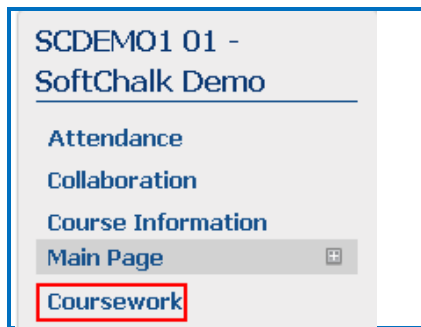 SCDEMO1 01 -
SoftChalk Demo
Attendance
Collaboration
Course Information
Main Page
Coursework